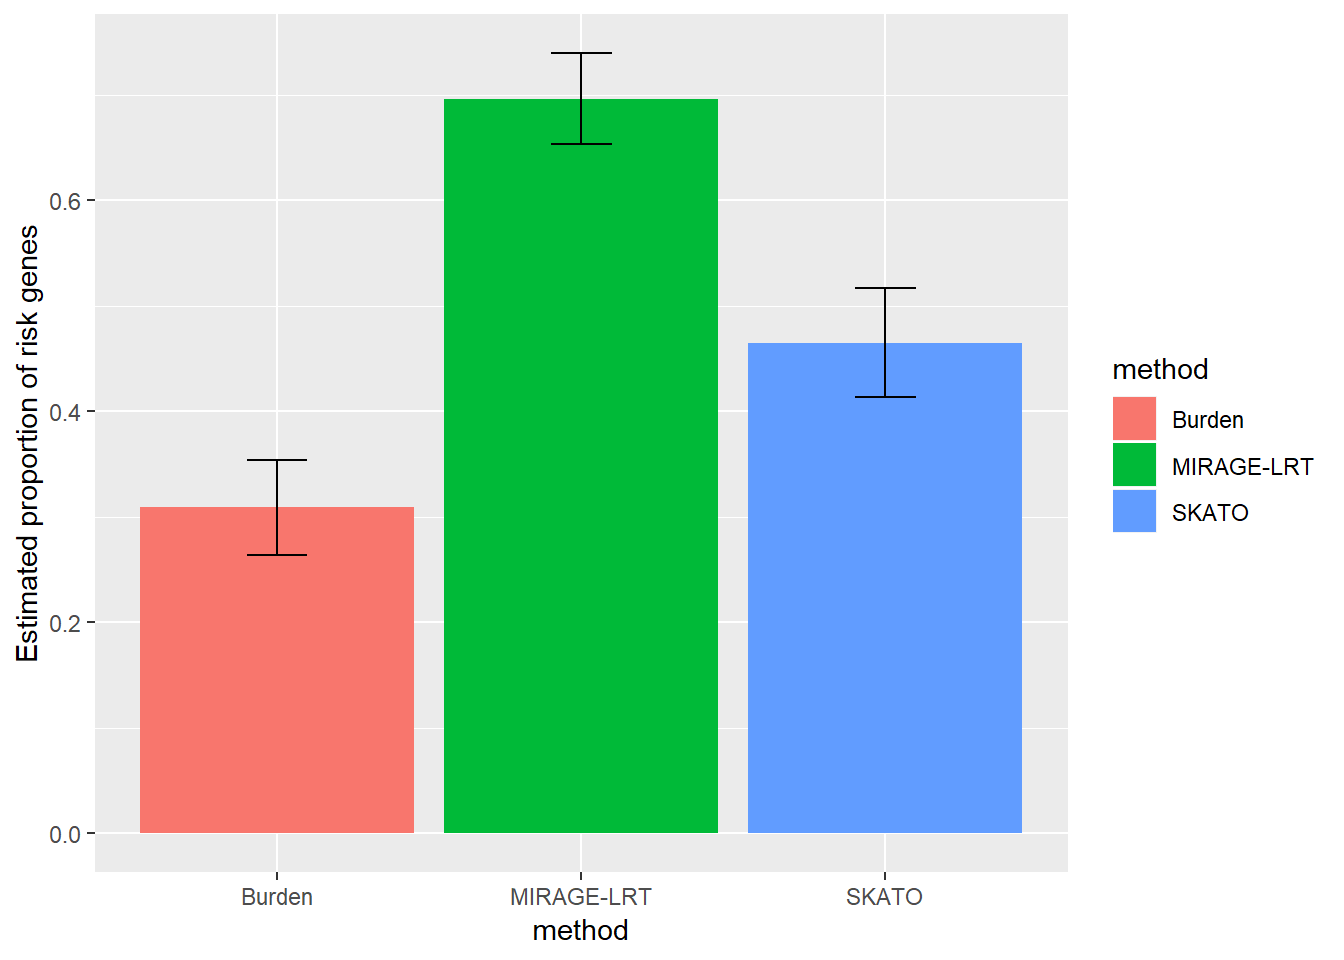 Estimated proportion of risk genes
0.6
0.4
0.2
0.0
Burden
MIRAGE-LRT
SKATO
method
method
Burden
MIRAGE-LRT
SKATO